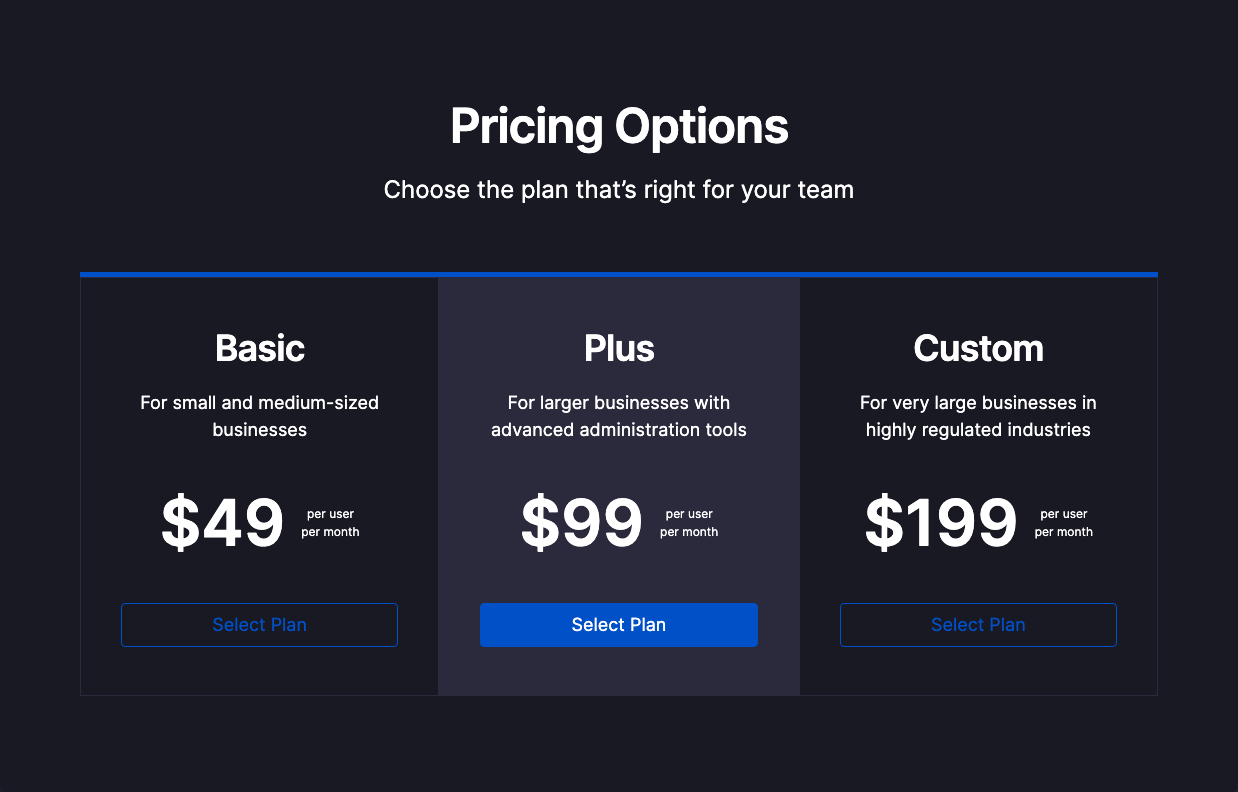 Pricing Options
Choose the plan that’s right for your team
Basic
For small and medium-sized
businesses
$49
per user
per month
Select Plan
Plus
For larger businesses with
advanced administration tools
$99
per user
per month
Select Plan
Custom
For very large businesses in
highly regulated industries
$199
per user
per month
Select Plan